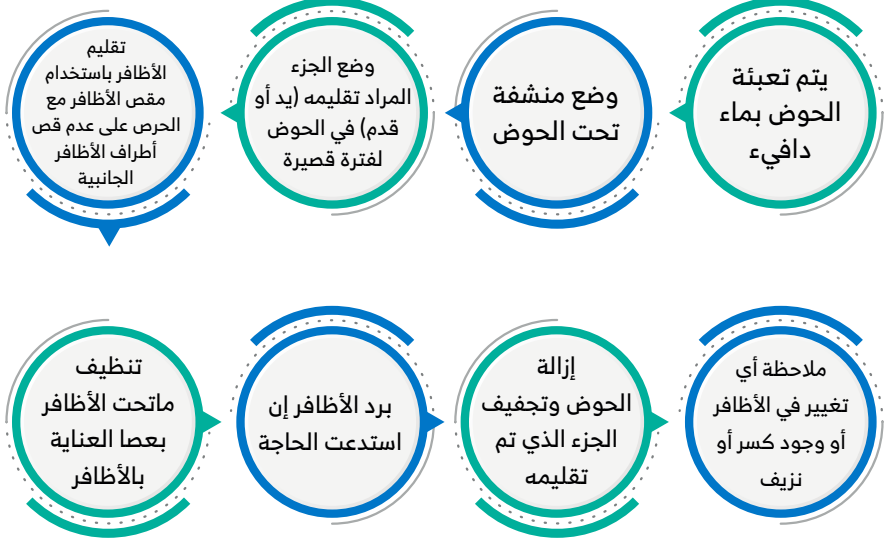 يتم تعبئة
الحوض بماء
دافيء
وضع منشفة
تحت الحوض
وضع الجزء
المراد تقليمه (يد أو
قدم) في الحوض
لفترة قصيرة
تقليم
الأظافر باستخدام
مقص الأظافر مع
الحرص على عدم قص
أطراف الأظافر
الجانبية
تنظيف
ماتحت الأظافر
بعصا العناية
بالأظافر
برد الأظافر إن
استدعت الحاجة
إزالة
الحوض وتجفيف
الجزء الذي تم
تقليمه
ملاحظة أي
تغيير في الأظافر
أو وجود كسر أو
نزيف